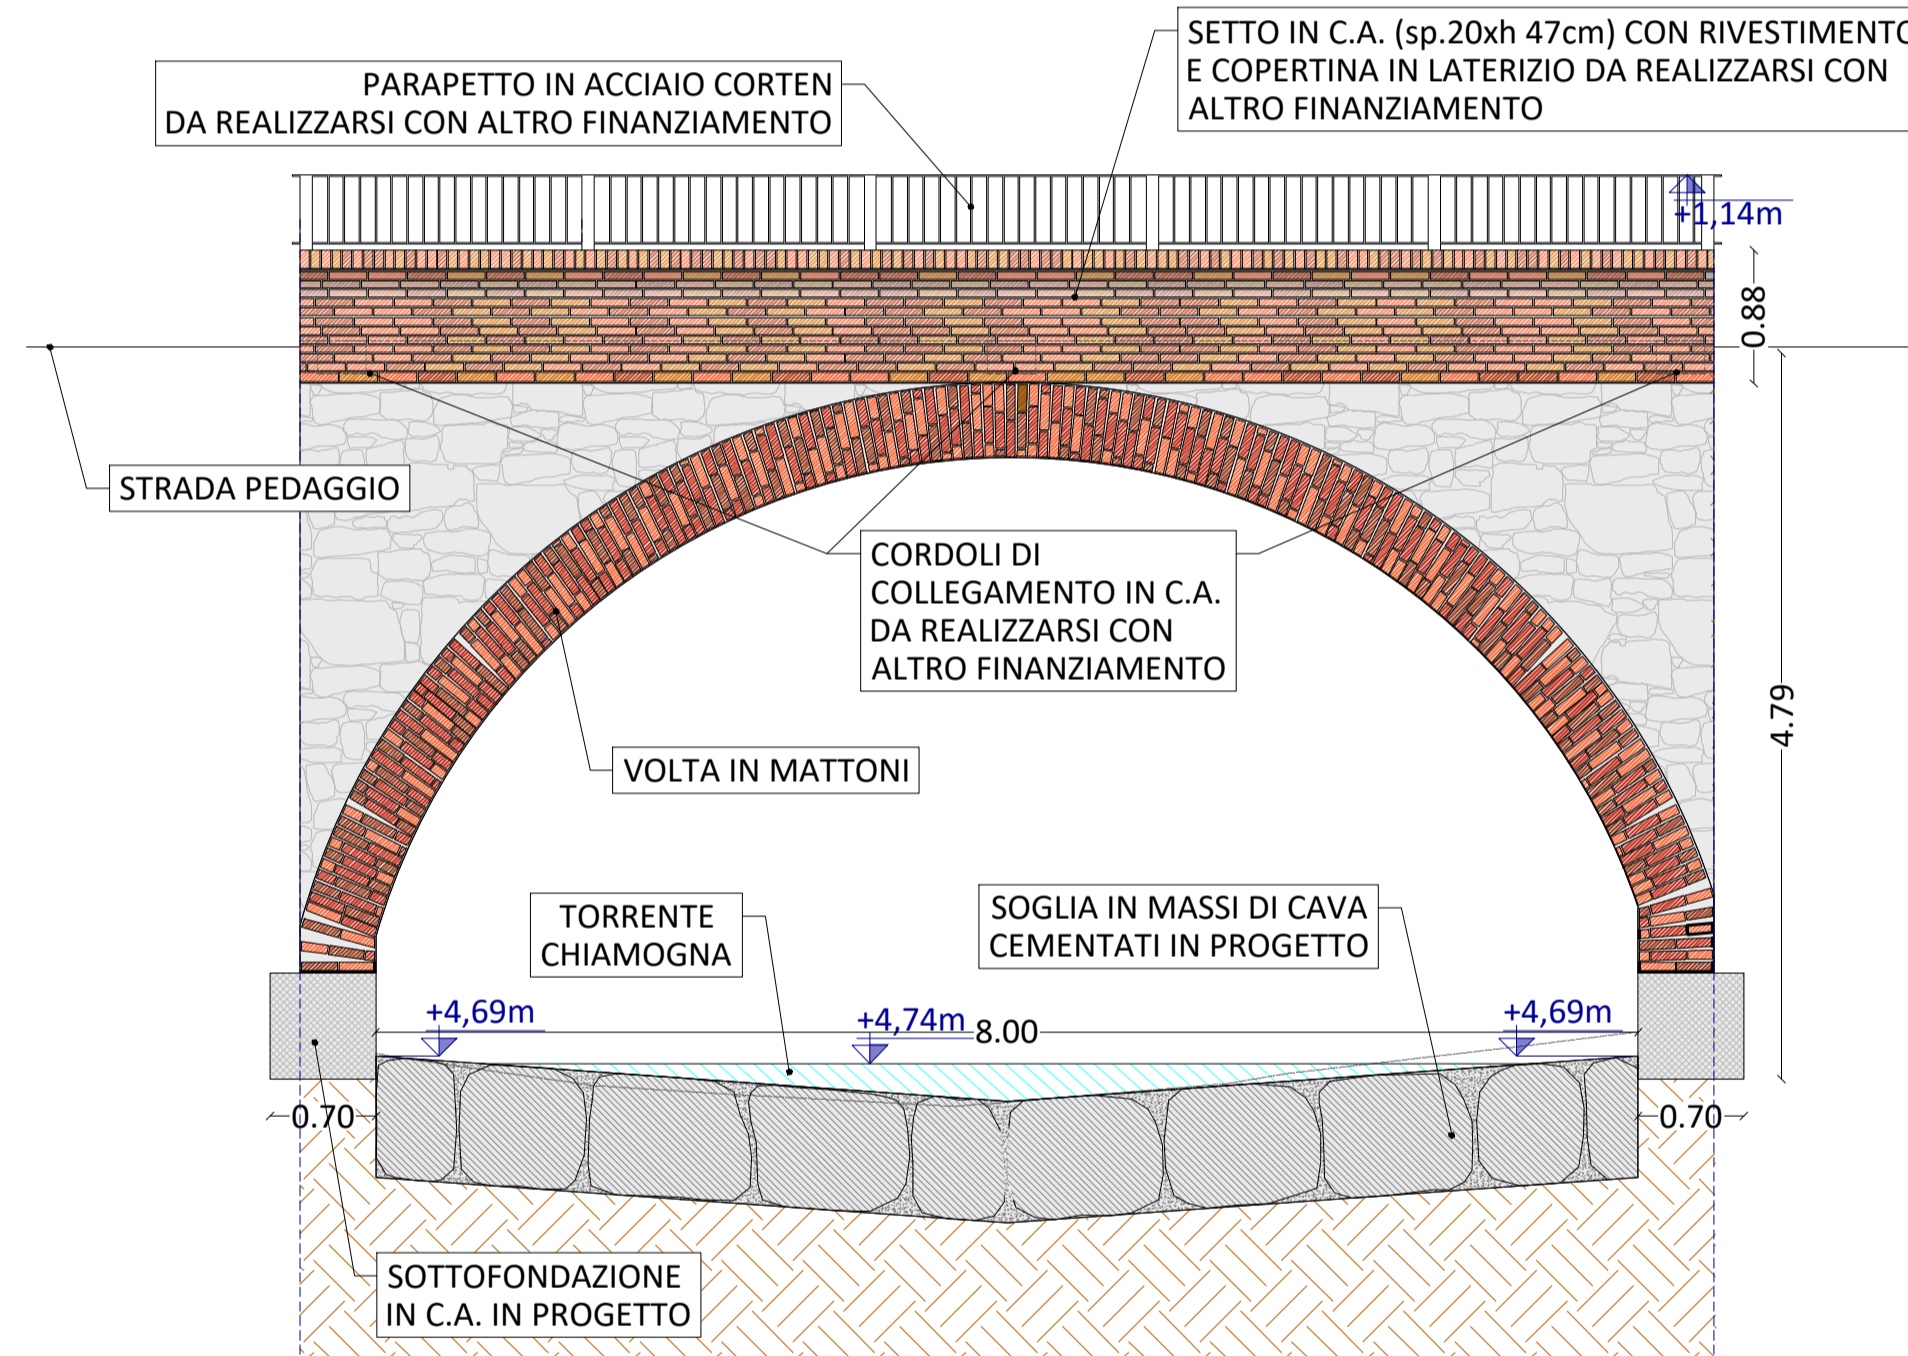 SETTO IN C.A. (sp.20xh 47cm) CON RIVESTIMENTO
E COPERTINA IN LATERIZIO DA REALIZZARSI CON
ALTRO FINANZIAMENTO
PARAPETTO IN ACCIAIO CORTEN
DA REALIZZARSI CON ALTRO FINANZIAMENTO
+1,14m
0.88
STRADA PEDAGGIO
CORDOLI DI
COLLEGAMENTO IN C.A.
DA REALIZZARSI CON
ALTRO FINANZIAMENTO
4.79
VOLTA IN MATTONI
TORRENTE
CHIAMOGNA
SOGLIA IN MASSI DI CAVA
CEMENTATI IN PROGETTO
+4,69m
+4,74m
8.00
+4,69m
0.70
0.70
SOTTOFONDAZIONE
IN C.A. IN PROGETTO